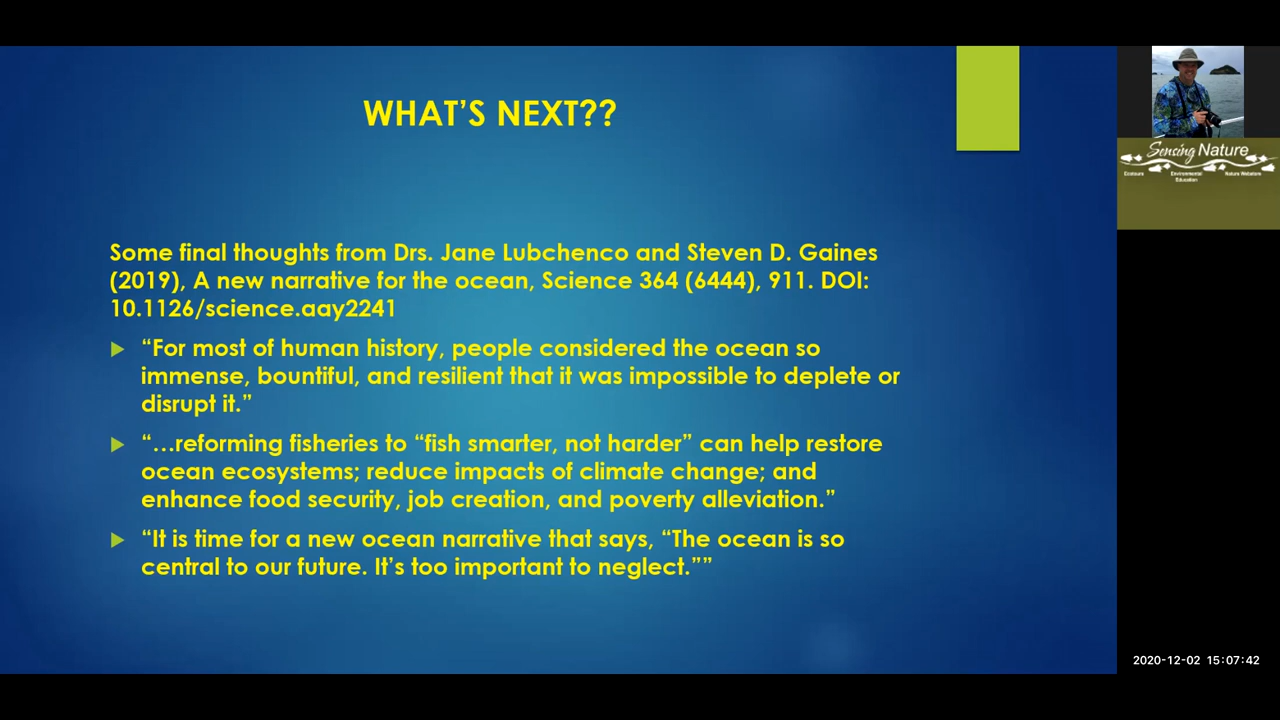 WHAT’S NEXT??
Some final thoughts from Drs. Jane Lubchenco and Steven D. Gaines
(2019), A new narrative for the ocean, Science 364 (6444), 911. DOI:
10.1126/science.aay2241
“For most of human history, people considered the ocean so
immense, bountiful, and resilient that it was impossible to deplete or
disrupt it.”
“…reforming fisheries to “fish smarter, not harder” can help restore
ocean ecosystems; reduce impacts of climate change; and
enhance food security, job creation, and poverty alleviation.”
“It is time for a new ocean narrative that says, “The ocean is so
central to our future. It’s too important to neglect.””
Sensing Nature
Ecotours
Environmental
Education
Nature Webature
2020-12-02 15:07:42